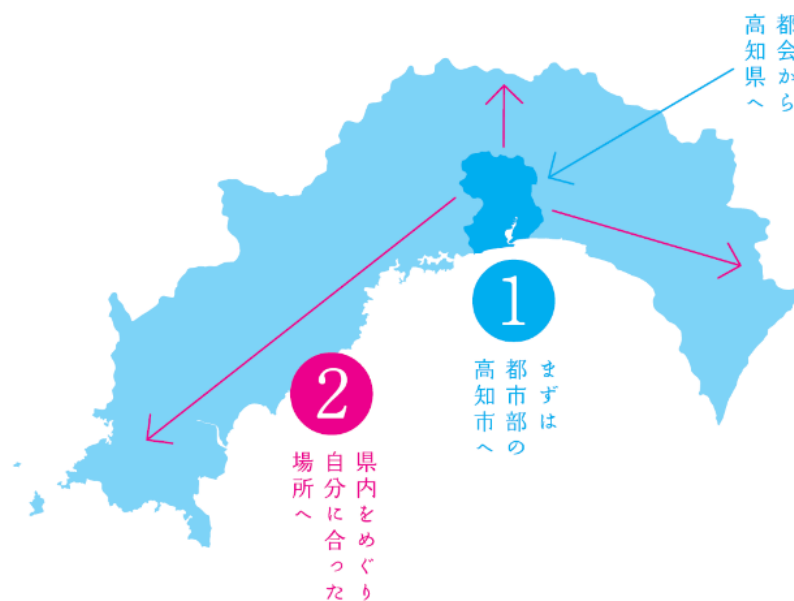 都会から
高知県へ
1
まずは
都市部の
高知市へ
2
県内をめぐり
自分に合った
場所へ